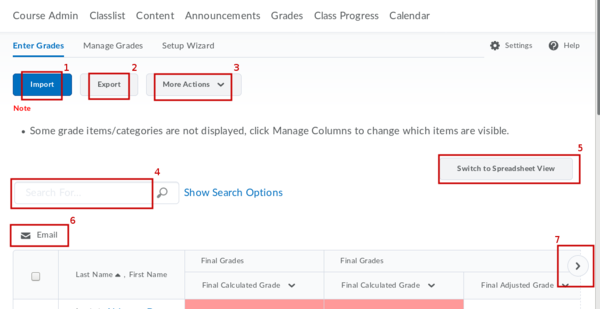 Course Admin Classlist Content Announcements Grades Class Progress Calendar
Enter Grades Manage Grades Setup Wizard Settings Help
1 2 3
Import Export More Actions
Note
• Some grade items/categories are not displayed, click Manage Columns to change which items are visible.
5
Switch to Spreadsheet View
4
Search For... Show Search Options
6
Email
7
Final Grades Final Grades
Last Name , First Name
Final Calculated Grade Final Calculated Grade Final Adjusted Grade